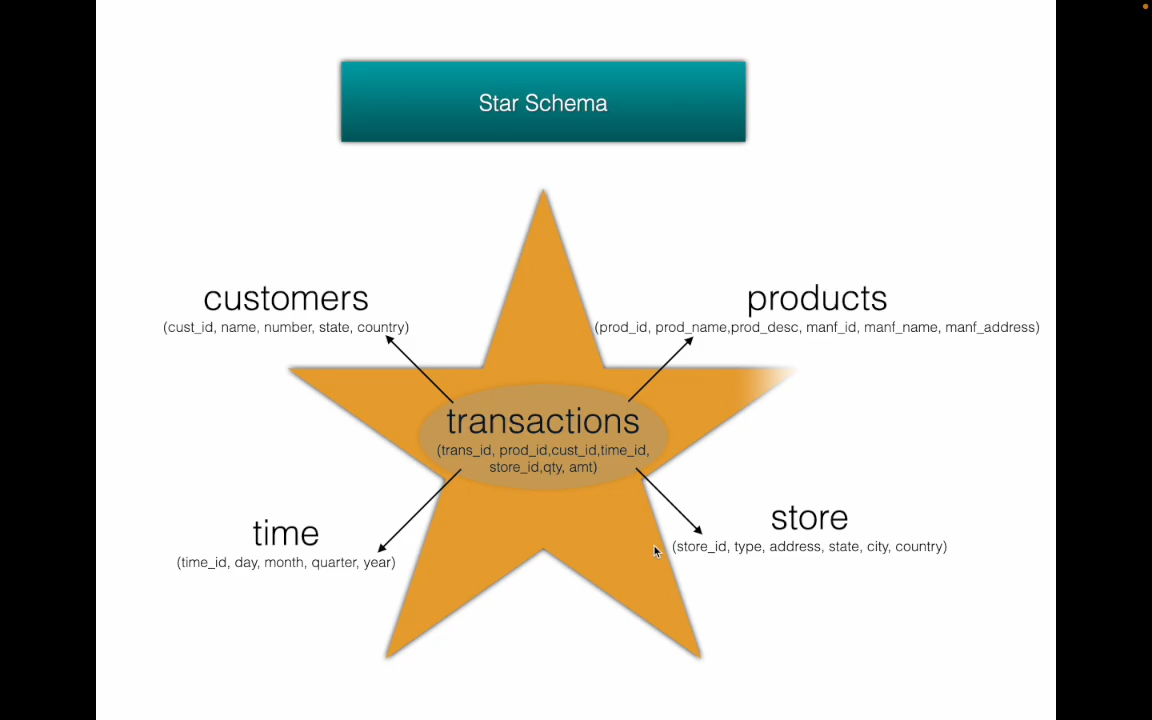 Star Schema
customers
(cust_id, name, number, state, country)
products
(prod_id, prod_name,prod_desc, manf_id, manf_name, manf_address)
transactions
(trans_id, prod_id,cust_id,time_id,
store_id,qty, amt)
time
(time_id, day, month, quarter, year)
store
(store_id, type, address, state, city, country)